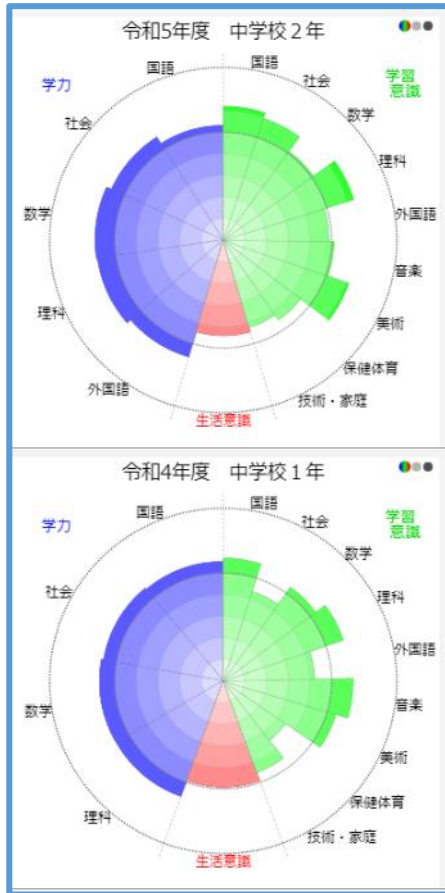 令和5年度　中学校２年
学力
国語
社会
数学
理科
外国語
国語
社会
数学
理科
外国語
音楽
美術
保健体育
技術・家庭
学習
意識
生活意識
令和4年度　中学校１年
学力
国語
社会
数学
理科
国語
社会
数学
理科
外国語
音楽
美術
保健体育
技術・家庭
学習
意識
生活意識